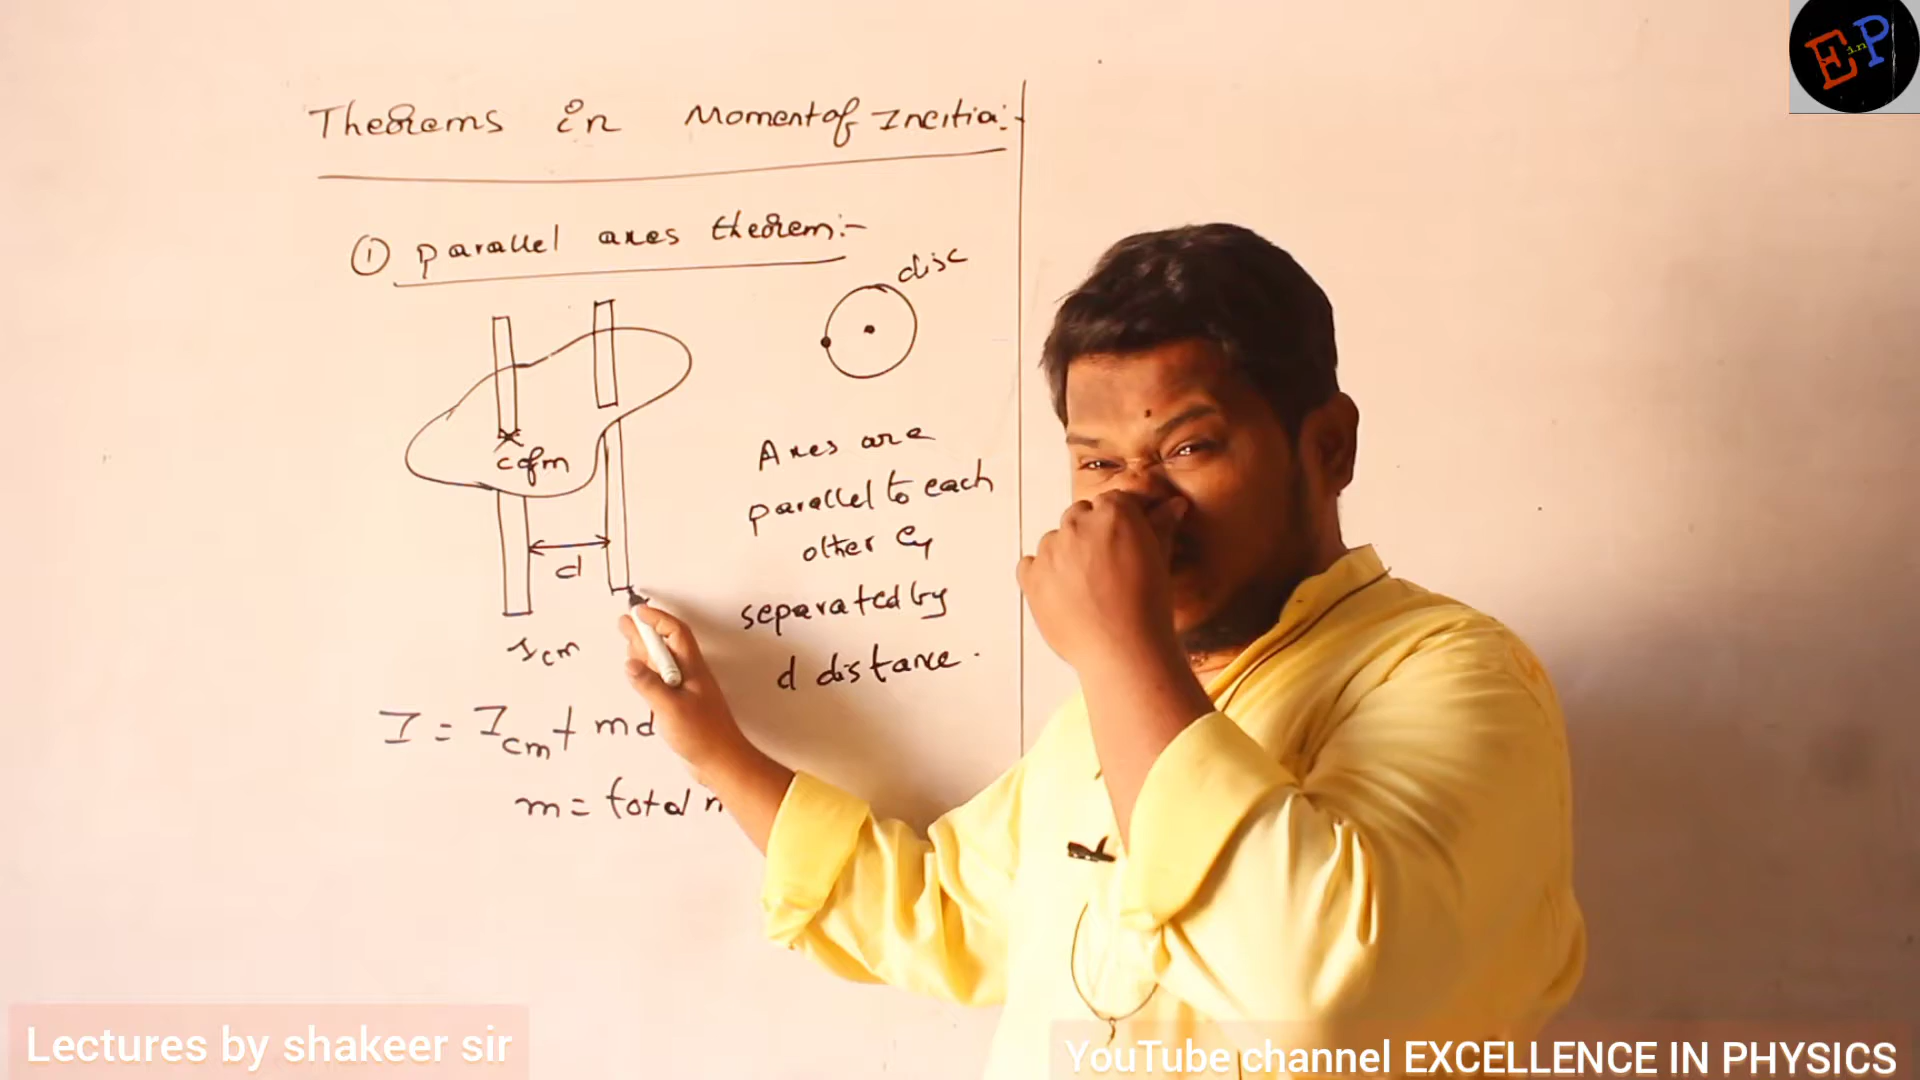 Theorems in Moment of Inertia:-
① parallel axes theorem:-
disc
c of m
d
Icm
Axes are
parallel to each
other &
separated by
d distance.
I = Icm + md
m = total
E in P
Lectures by shakeer sir
YouTube channel EXCELLENCE IN PHYSICS